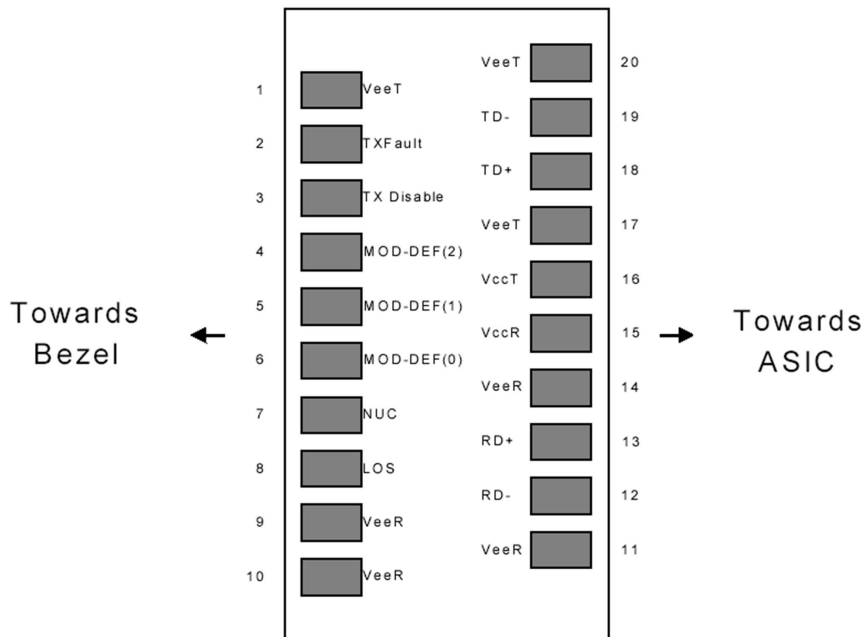 VeeT 20
1 VeeT
TD- 19
2 TXFault
TD+ 18
3 TX Disable
VeeT 17
4 MOD-DEF(2)
VccT 16
5 MOD-DEF(1)
Towards
Bezel
VccR 15
Towards
ASIC
6 MOD-DEF(0)
VeeR 14
7 NUC
RD+ 13
8 LOS
RD- 12
9 VeeR
VeeR 11
10 VeeR